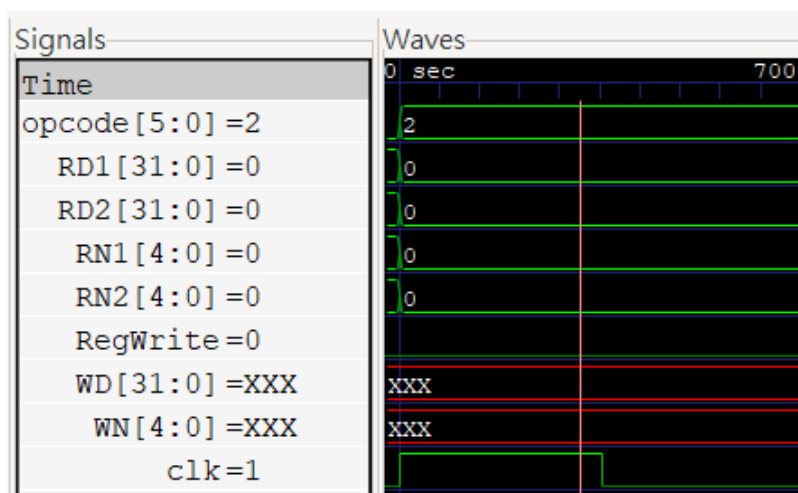 Signals Waves
Time 0 sec 700
opcode[5:0]=2 2
RD1[31:0]=0 0
RD2[31:0]=0 0
RN1[4:0]=0 0
RN2[4:0]=0 0
RegWrite=0
WD[31:0]=XXX XXX
WN[4:0]=XXX XXX
clk=1